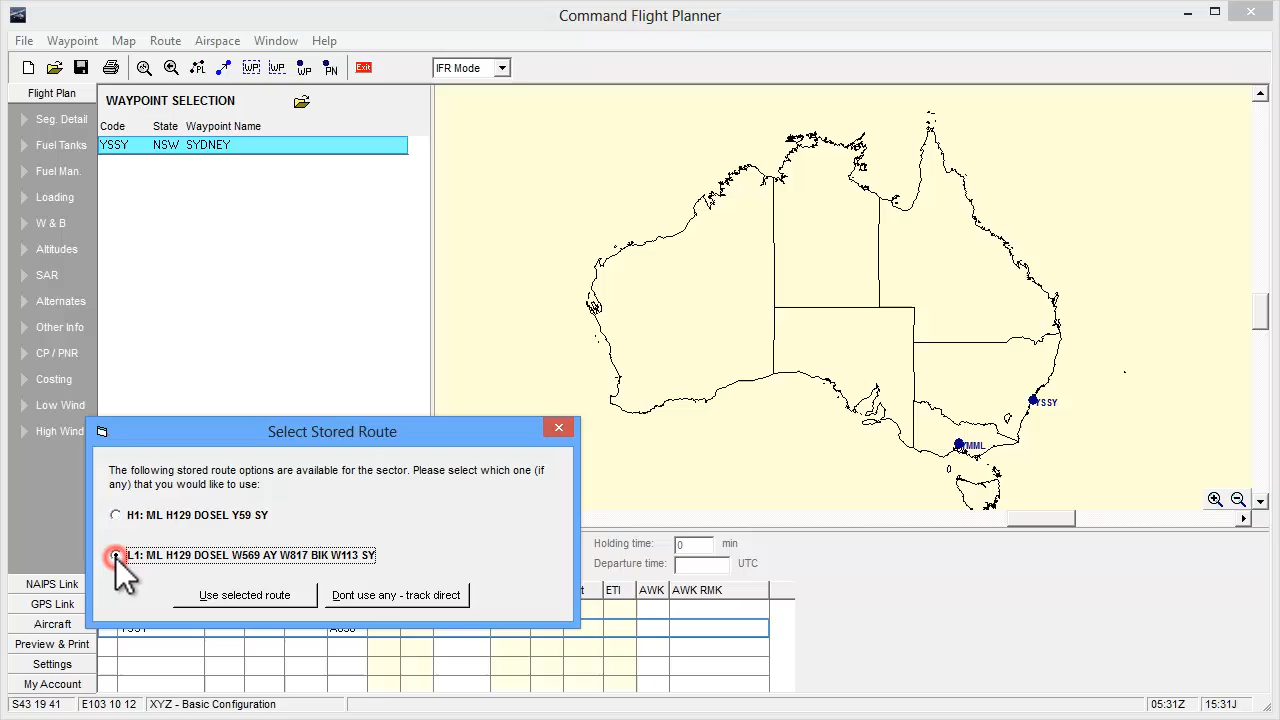 Command Flight Planner
File Waypoint Map Route Airspace Window Help
PL WP WP WP PN Exit IFR Mode
Flight Plan
Seg. Detail
Fuel Tanks
Fuel Man.
Loading
W & B
Altitudes
SAR
Alternates
Other Info
CP / PNR
Costing
Low Wind
High Wind
NAIPS Link
GPS Link
Aircraft
Preview & Print
Settings
My Account
WAYPOINT SELECTION
Code State Waypoint Name
YSSY NSW SYDNEY
YSSY
YMML
Select Stored Route
The following stored route options are available for the sector. Please select which one (if
any) that you would like to use:
H1: ML H129 DOSEL Y59 SY
L1: ML H129 DOSEL W569 AY W817 BIK W113 SY
Use selected route Dont use any - track direct
Holding time: 0 min
Departure time: UTC
ETI AWK AWK RMK
S43 19 41 E103 10 12 XYZ - Basic Configuration 05:31Z 15:31J